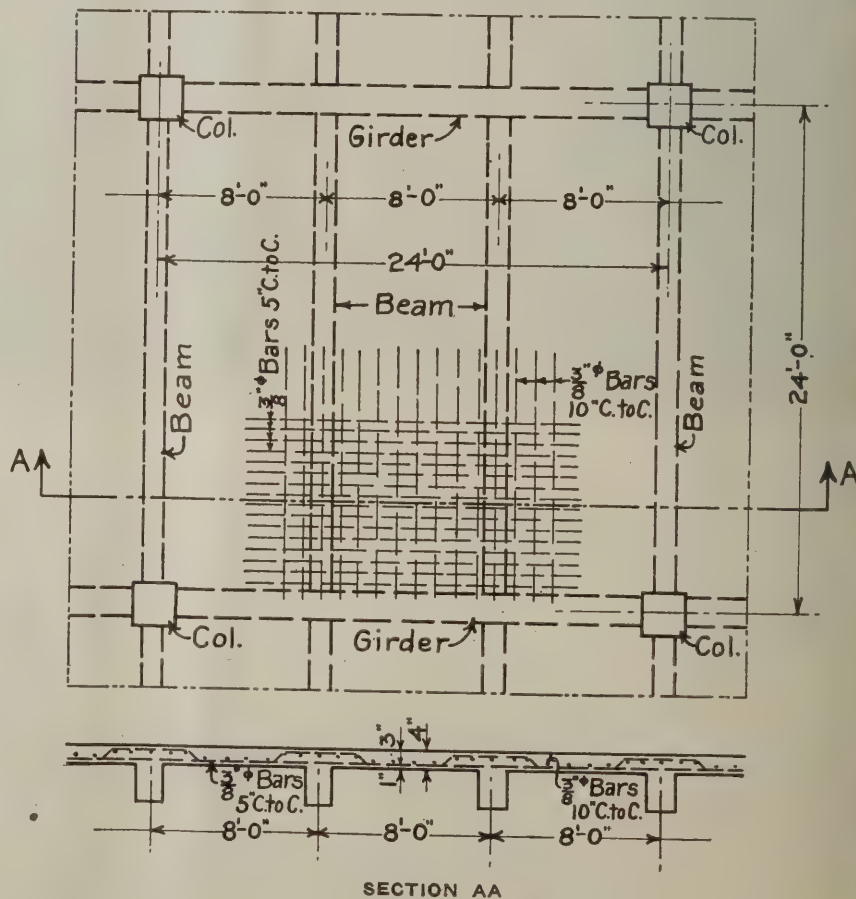 Col.
Girder
Col.
8'-0"
8'-0"
8'-0"
24'-0"
3/8"ϕ Bars 5"C.to C.
Beam
3/8"ϕ Bars
10"C.to C.
Beam
Beam
24'-0"
A
A
Col.
Girder
Col.
3"
4"
1"
3/8"ϕ Bars
5"C.to C.
3/8"ϕ Bars
10"C.to C.
8'-0"
8'-0"
8'-0"
SECTION AA